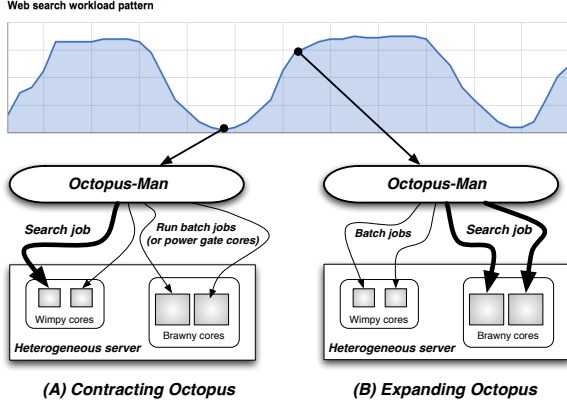 Web search workload pattern
Octopus-Man
Search job
Run batch jobs
(or power gate cores)
Wimpy cores
Brawny cores
Heterogeneous server
(A) Contracting Octopus
Octopus-Man
Batch jobs
Search job
Wimpy cores
Brawny cores
Heterogeneous server
(B) Expanding Octopus